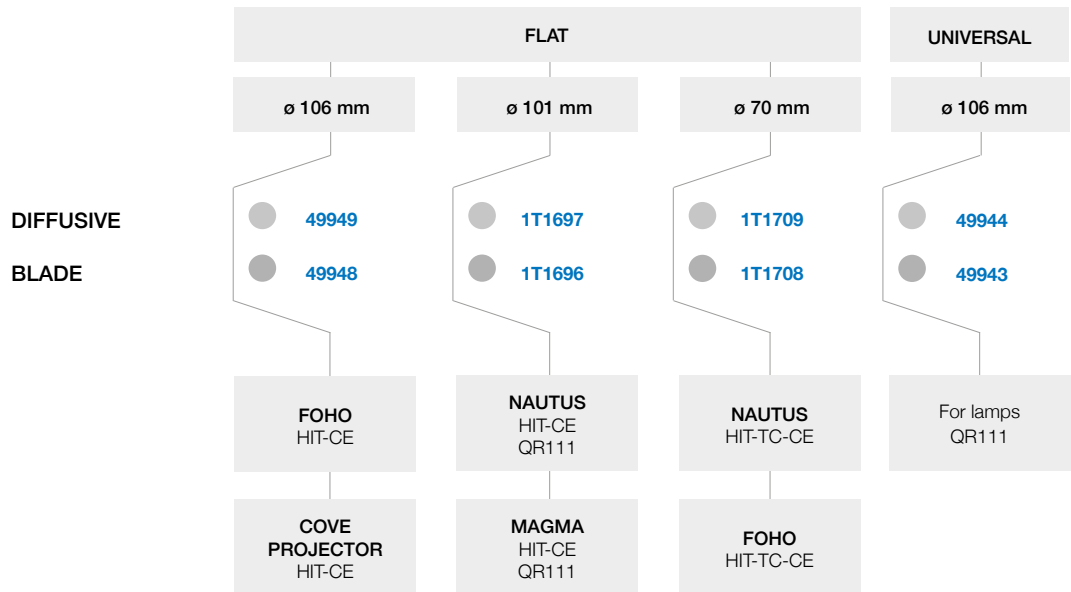 FLAT
UNIVERSAL
ø 106 mm
ø 101 mm
ø 70 mm
ø 106 mm
DIFFUSIVE
49949
1T1697
1T1709
49944
BLADE
49948
1T1696
1T1708
49943
FOHO
HIT-CE
NAUTUS
HIT-CE
QR111
NAUTUS
HIT-TC-CE
For lamps
QR111
COVE
PROJECTOR
HIT-CE
MAGMA
HIT-CE
QR111
FOHO
HIT-TC-CE